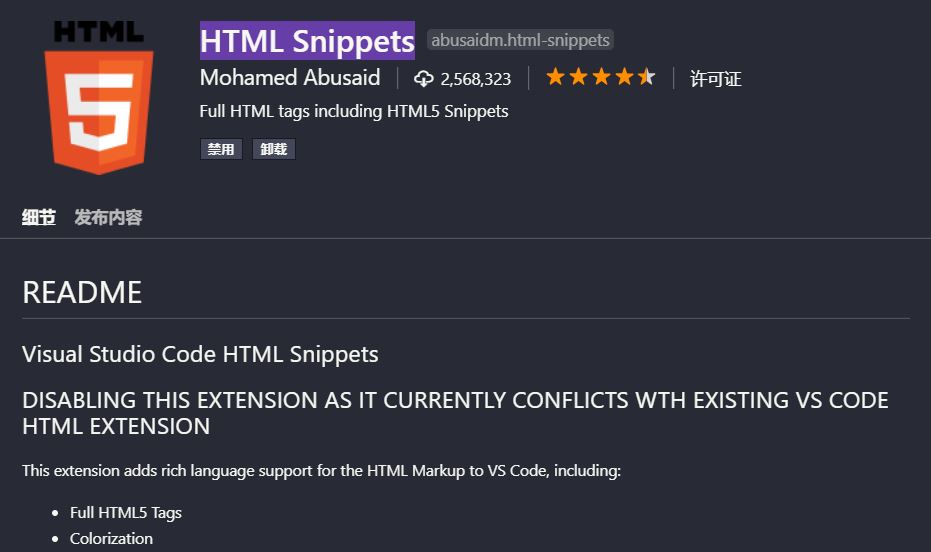 HTML
HTML Snippets abusaidm.html-snippets
Mohamed Abusaid 2,568,323 许可证
Full HTML tags including HTML5 Snippets
禁用 卸载
细节 发布内容
README
Visual Studio Code HTML Snippets
DISABLING THIS EXTENSION AS IT CURRENTLY CONFLICTS WTH EXISTING VS CODE
HTML EXTENSION
This extension adds rich language support for the HTML Markup to VS Code, including:
• Full HTML5 Tags
• Colorization